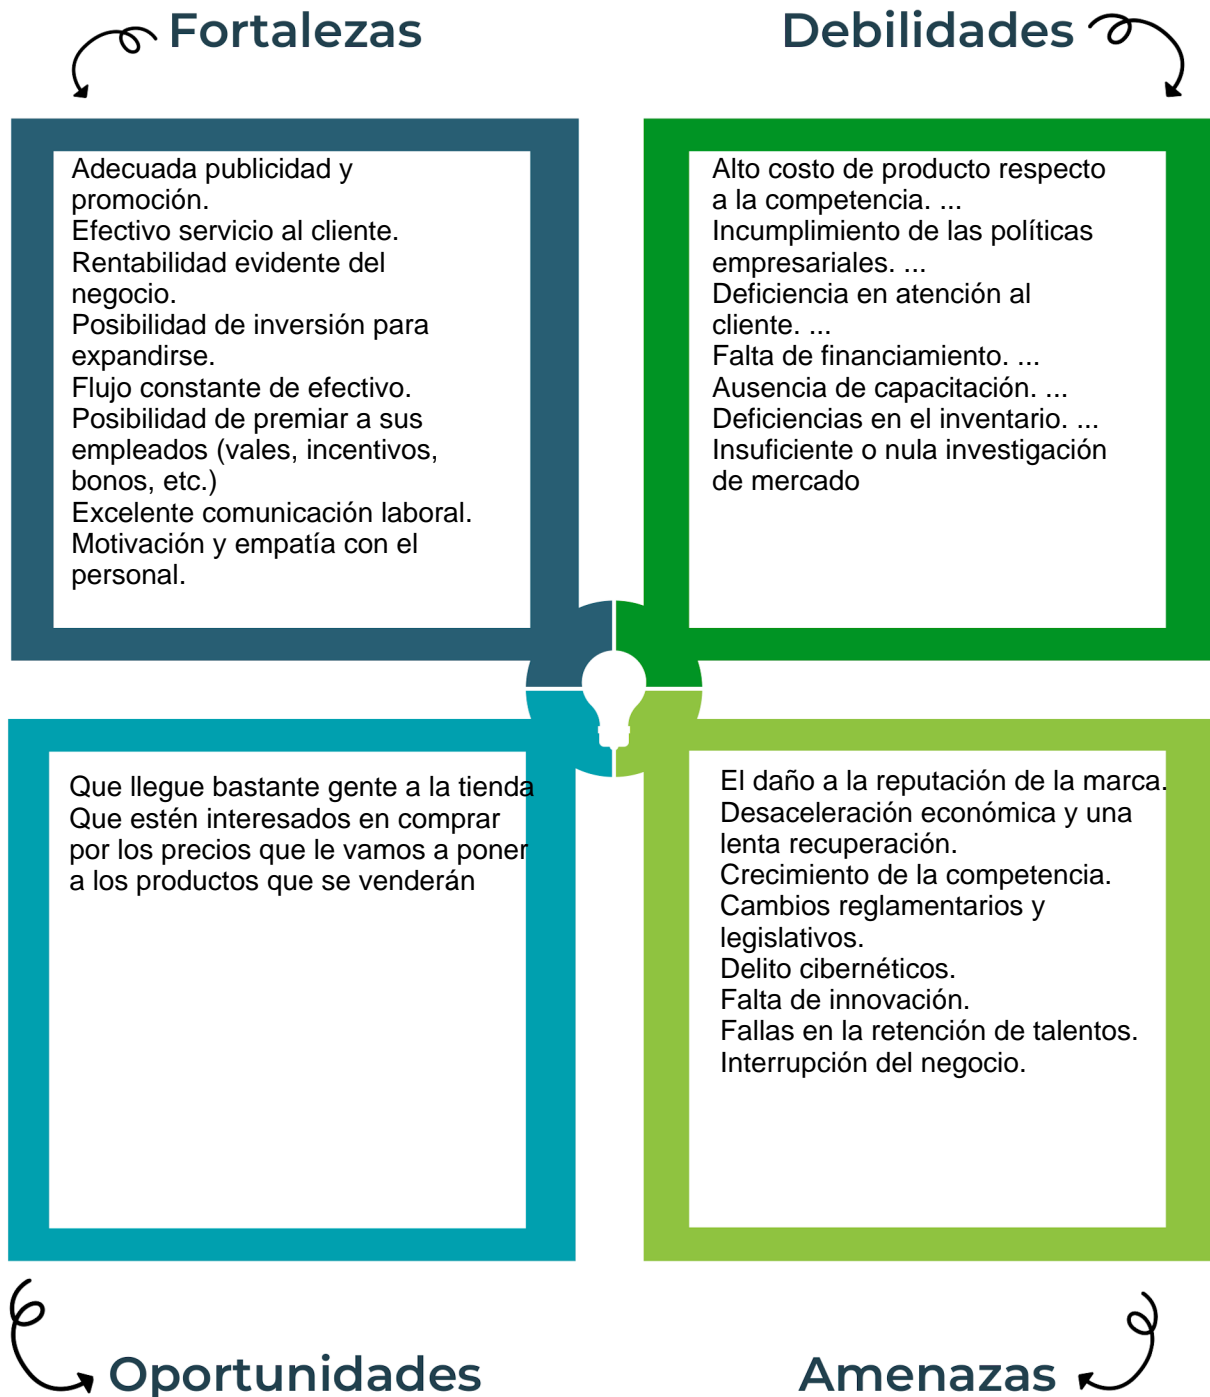 Fortalezas
Adecuada publicidad y
promoción.
Efectivo servicio al cliente.
Rentabilidad evidente del
negocio.
Posibilidad de inversión para
expandirse.
Flujo constante de efectivo.
Posibilidad de premiar a sus
empleados (vales, incentivos,
bonos, etc.)
Excelente comunicación laboral.
Motivación y empatía con el
personal.
Debilidades
Alto costo de producto respecto
a la competencia. ...
Incumplimiento de las políticas
empresariales. ...
Deficiencia en atención al
cliente. ...
Falta de financiamiento. ...
Ausencia de capacitación. ...
Deficiencias en el inventario. ...
Insuficiente o nula investigación
de mercado
Que llegue bastante gente a la tienda
Que estén interesados en comprar
por los precios que le vamos a poner
a los productos que se venderán
Oportunidades
El daño a la reputación de la marca.
Desaceleración económica y una
lenta recuperación.
Crecimiento de la competencia.
Cambios reglamentarios y
legislativos.
Delito cibernéticos.
Falta de innovación.
Fallas en la retención de talentos.
Interrupción del negocio.
Amenazas